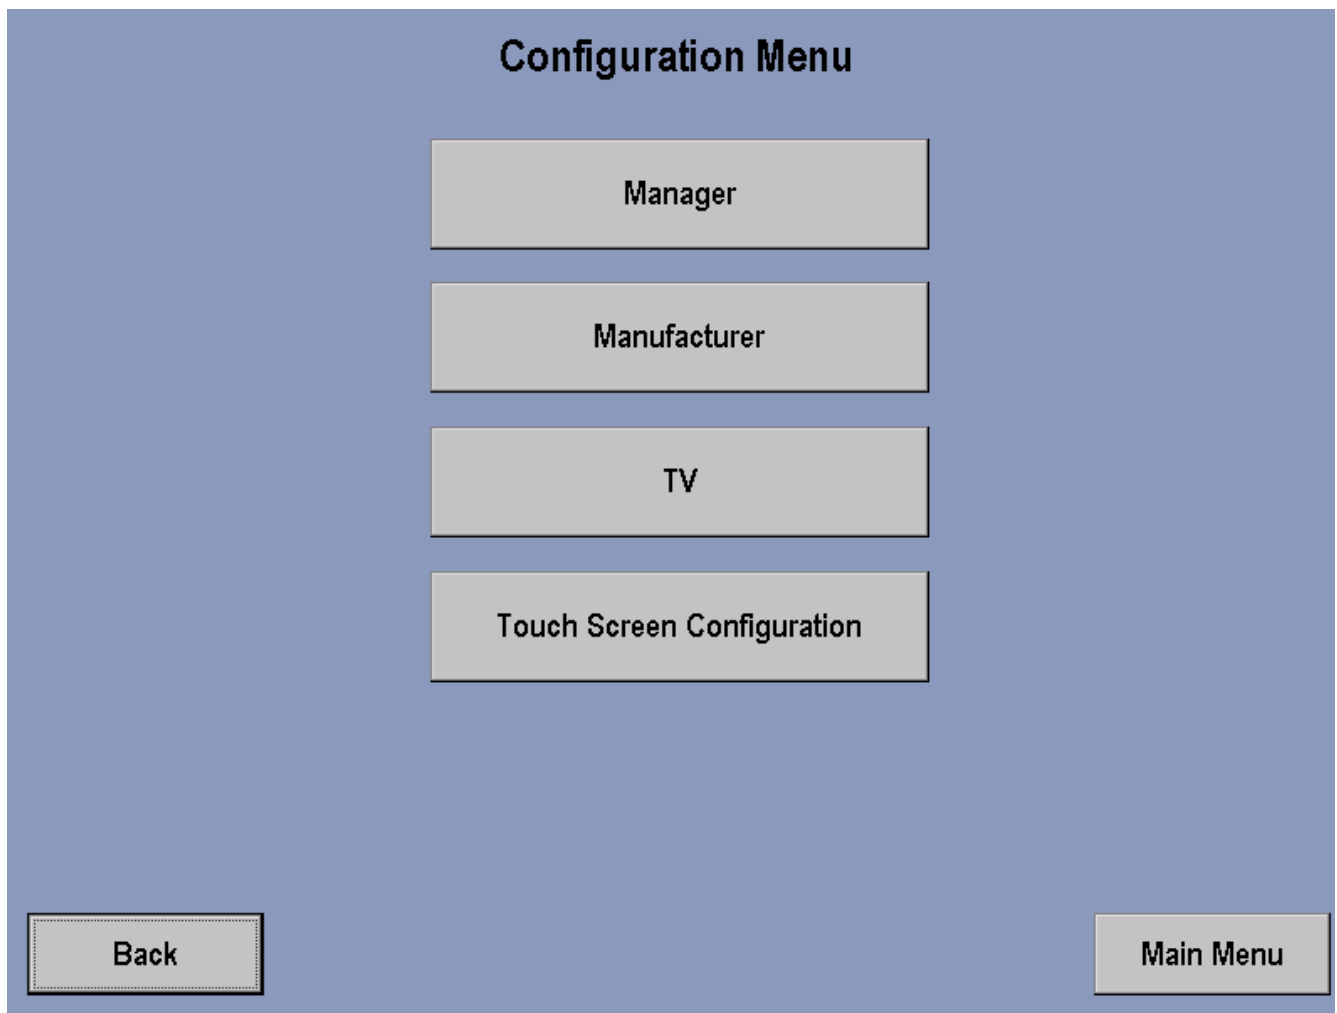 Configuration Menu
Manager
Manufacturer
TV
Touch Screen Configuration
Back
Main Menu